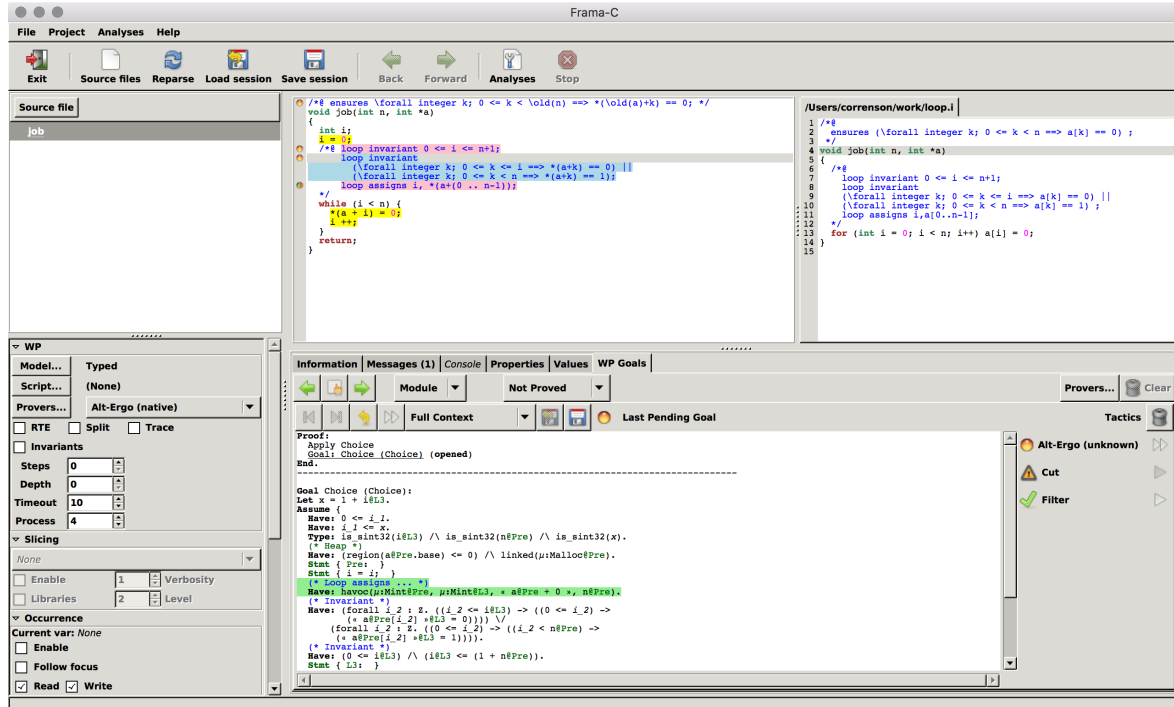 Frama-C
File Project Analyses Help
Exit Source files Reparse Load session Save session Back Forward Analyses Stop
Source file
job
/*@ ensures \forall integer k; 0 <= k < \old(n) ==> *(\old(a)+k) == 0; */
void job(int n, int *a)
{
int i;
i = 0;
/*@ loop invariant 0 <= i <= n+1;
loop invariant
(\forall integer k; 0 <= k <= i ==> *(a+k) == 0) ||
(\forall integer k; 0 <= k < n ==> *(a+k) == 1);
loop assigns i, *(a+(0 .. n-1));
*/
while (i < n) {
*(a + i) = 0;
i ++;
}
return;
}
/Users/correnson/work/loop.i
1 /*@
2 ensures (\forall integer k; 0 <= k < n ==> a[k] == 0) ;
3 */
4 void job(int n, int *a)
5 {
6 /*@
7 loop invariant 0 <= i <= n+1;
8 loop invariant
9 (\forall integer k; 0 <= k <= i ==> a[k] == 0) ||
10 (\forall integer k; 0 <= k < n ==> a[k] == 1) ;
11 loop assigns i,a[0..n-1];
12 */
13 for (int i = 0; i < n; i++) a[i] = 0;
14 }
15
WP
Model... Typed
Script... (None)
Provers... Alt-Ergo (native)
RTE Split Trace
Invariants
Steps 0
Depth 0
Timeout 10
Process 4
Slicing
None
Enable 1 Verbosity
Libraries 2 Level
Occurrence
Current var: None
Enable
Follow focus
Read Write
Information Messages (1) Console Properties Values WP Goals
Module Not Proved Provers... Clear
Full Context Last Pending Goal Tactics
Proof:
Apply Choice
Goal: Choice (Choice) (opened)
End.
--------------------------------------------------------------------------------
Goal Choice (Choice):
Let x = 1 + i@L3.
Assume {
Have: 0 <= i_1.
Have: i_1 <= x.
Type: is_sint32(i@L3) /\ is_sint32(n@Pre) /\ is_sint32(x).
(* Heap *)
Have: (region(a@Pre.base) <= 0) /\ linked(µ:Malloc@Pre).
Stmt { Pre: }
Stmt { i = i; }
(* Loop assigns ... *)
Have: havoc(µ:Mint@Pre, µ:Mint@L3, « a@Pre + 0 », n@Pre).
(* Invariant *)
Have: (forall i_2 : Z. ((i_2 <= i@L3) -> ((0 <= i_2) ->
(« a@Pre[i_2] »@L3 = 0)))) \/
(forall i_2 : Z. ((0 <= i_2) -> ((i_2 < n@Pre) ->
(« a@Pre[i_2] »@L3 = 1)))).
(* Invariant *)
Have: (0 <= i@L3) /\ (i@L3 <= (1 + n@Pre)).
Stmt { L3: }
Alt-Ergo (unknown)
Cut
Filter